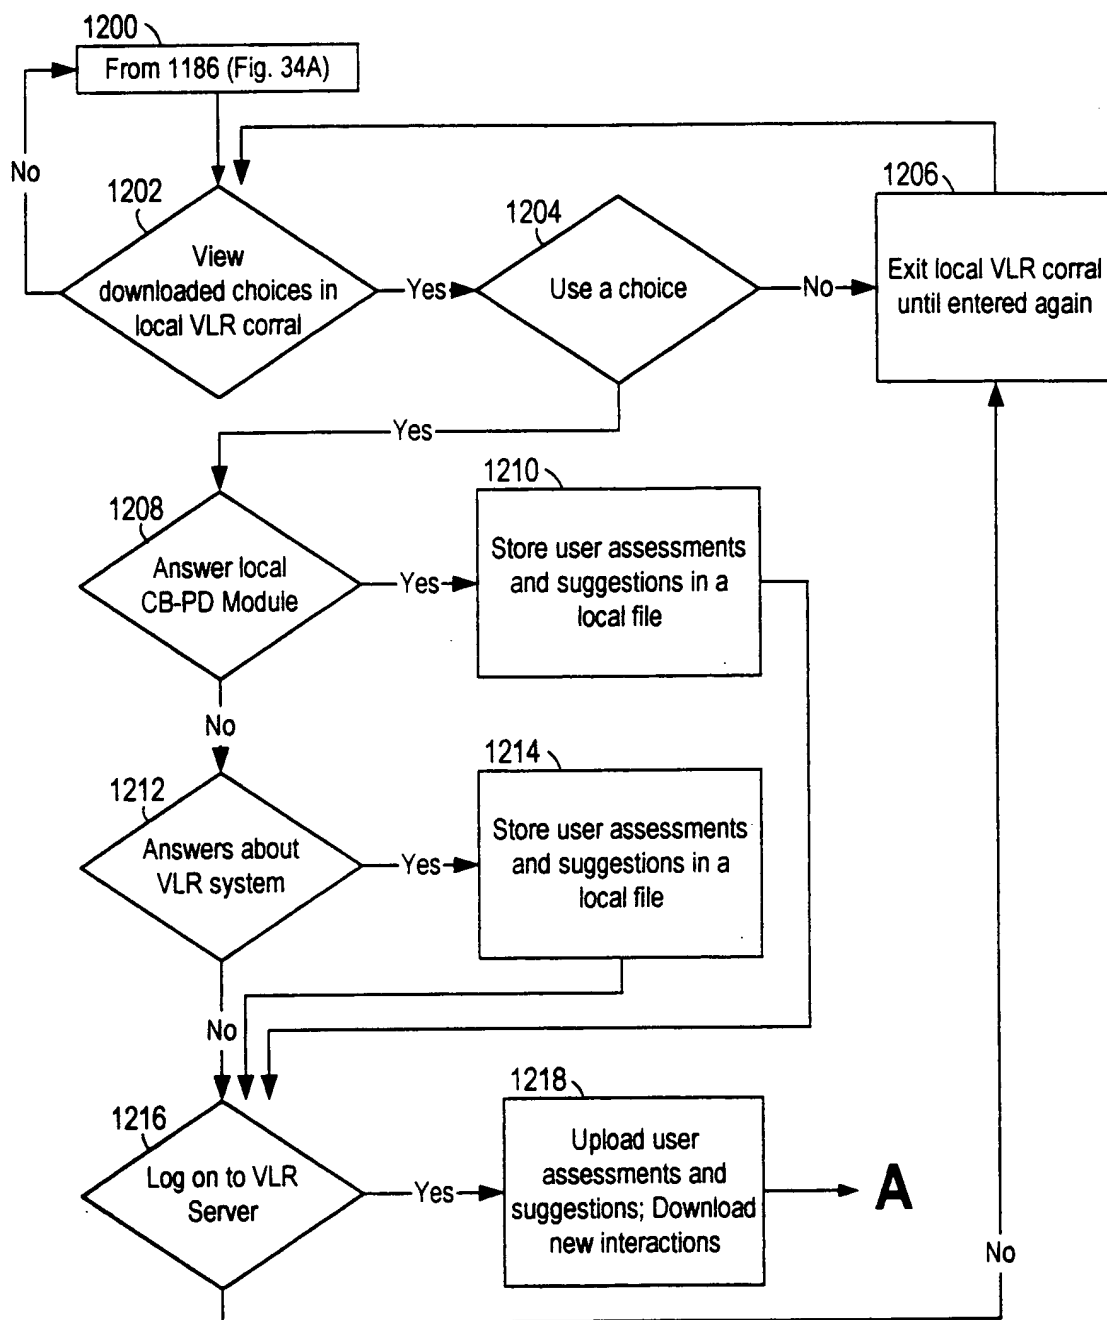 1200
From 1186 (Fig. 34A)
No
1202
View
downloaded choices in
local VLR corral
Yes
1204
Use a choice
No
1206
Exit local VLR corral
until entered again
Yes
1208
Answer local
CB-PD Module
Yes
1210
Store user assessments
and suggestions in a
local file
No
1212
Answers about
VLR system
Yes
1214
Store user assessments
and suggestions in a
local file
No
1216
Log on to VLR
Server
Yes
1218
Upload user
assessments and
suggestions; Download
new interactions
A
No